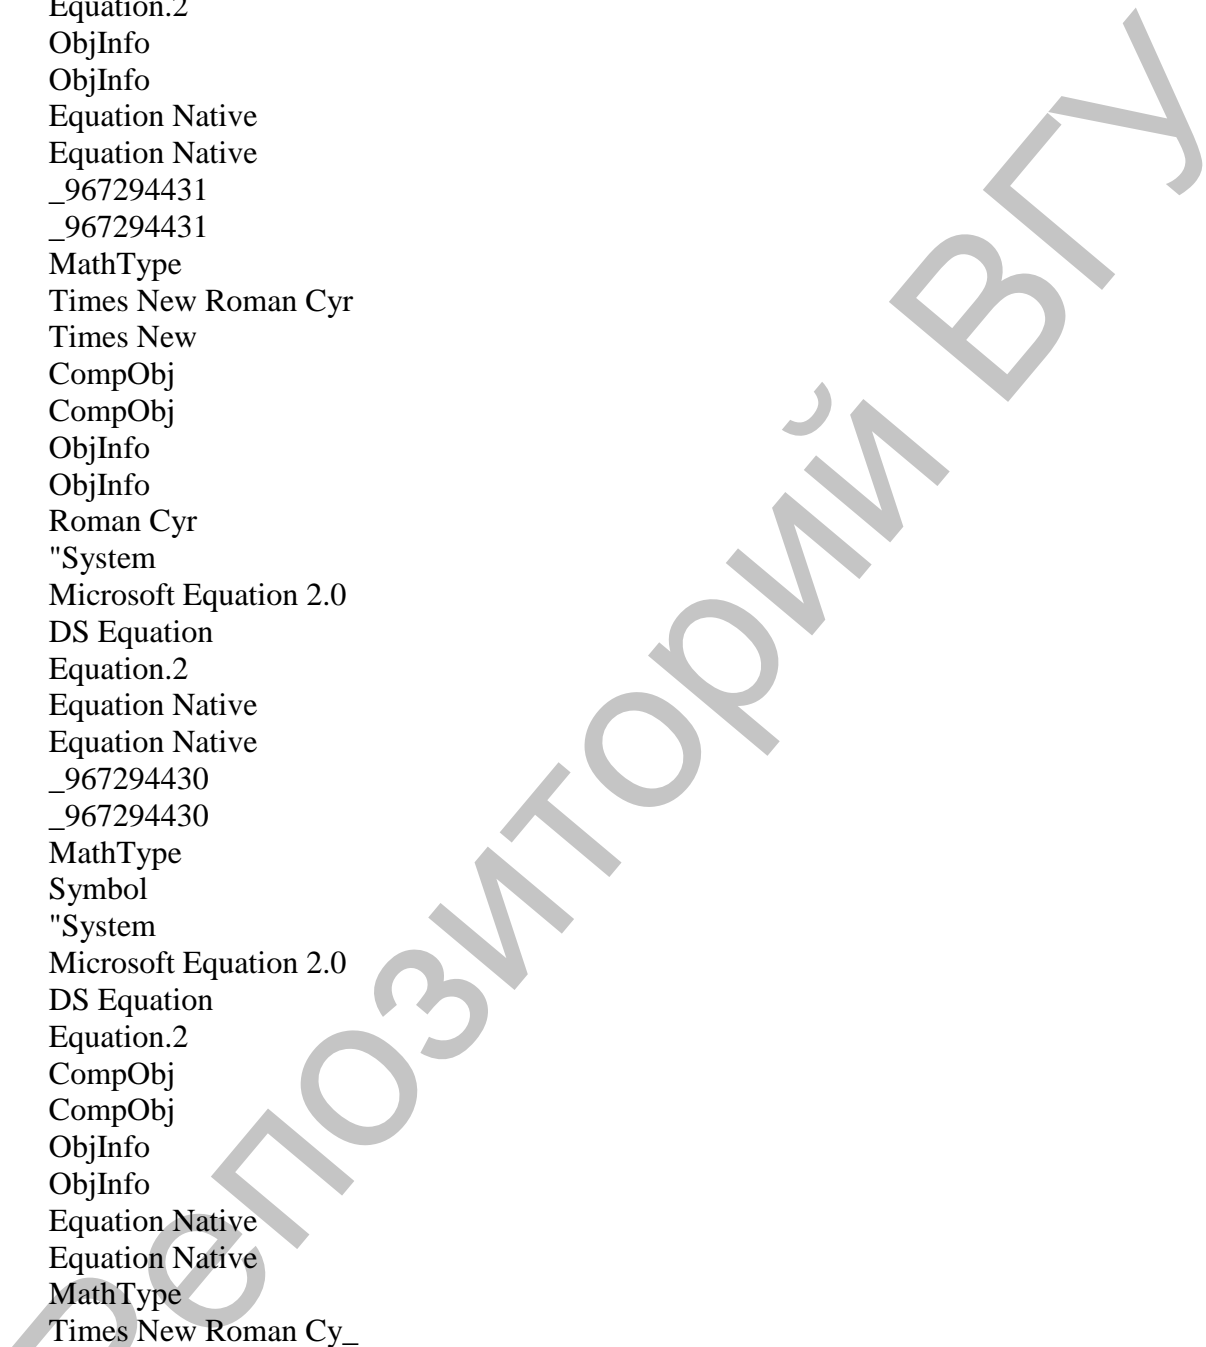 Equation.2
ObjInfo
ObjInfo
Equation Native
Equation Native
_967294431
_967294431
MathType
Times New Roman Cyr
Times New
CompObj
CompObj
ObjInfo
ObjInfo
Roman Cyr
"System
Microsoft Equation 2.0
DS Equation
Equation.2
Equation Native
Equation Native
_967294430
_967294430
MathType
Symbol
"System
Microsoft Equation 2.0
DS Equation
Equation.2
CompObj
CompObj
ObjInfo
ObjInfo
Equation Native
Equation Native
MathType
Times New Roman Cy_
Репозиторий ВГУ